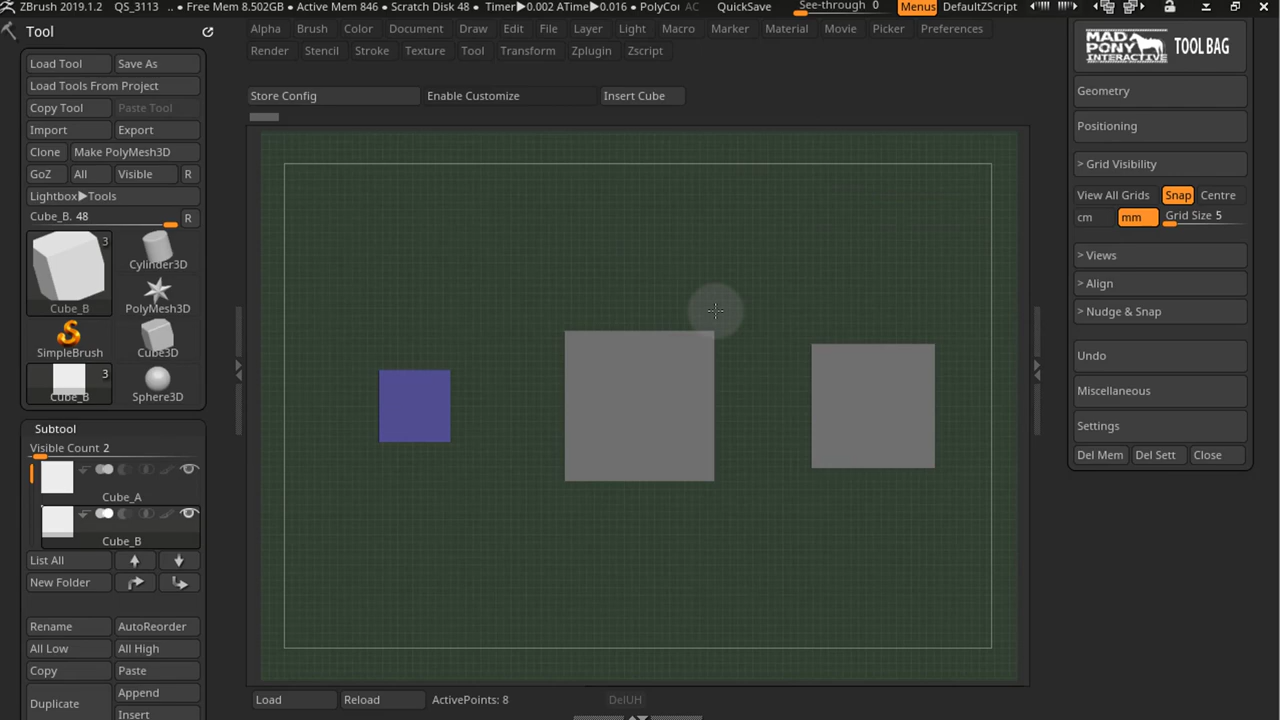 ZBrush 2019.1.2 QS_3113 .. • Free Mem 8.502GB • Active Mem 846 • Scratch Disk 48 • Timer▶0.002 ATime▶0.016 • PolyCou AC QuickSave See-through 0 Menus DefaultZScript
Tool
Load Tool Save As
Load Tools From Project
Copy Tool Paste Tool
Import Export
Clone Make PolyMesh3D
GoZ All Visible R
Lightbox▶Tools
Cube_B. 48 R
3
Cylinder3D
PolyMesh3D
Cube_B
SimpleBrush Cube3D
3
Cube_B Sphere3D
Subtool
Visible Count 2
Cube_A
Cube_B
List All
New Folder
Rename AutoReorder
All Low All High
Copy Paste
Duplicate Append
Insert
Alpha Brush Color Document Draw Edit File Layer Light Macro Marker Material Movie Picker Preferences
Render Stencil Stroke Texture Tool Transform Zplugin Zscript
Store Config Enable Customize Insert Cube
Load Reload ActivePoints: 8 DelUH
MAD PONY INTERACTIVE TOOL BAG
Geometry
Positioning
> Grid Visibility
View All Grids Snap Centre
cm mm Grid Size 5
> Views
> Align
> Nudge & Snap
Undo
Miscellaneous
Settings
Del Mem Del Sett Close